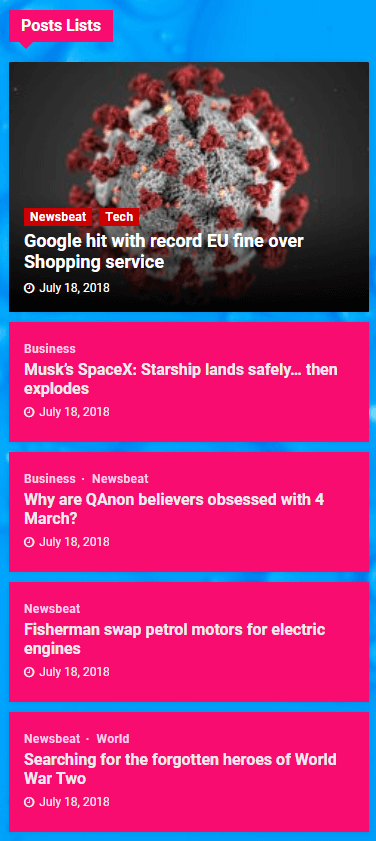 Posts Lists
Newsbeat Tech
Google hit with record EU fine over
Shopping service
July 18, 2018
Business
Musk's SpaceX: Starship lands safely… then
explodes
July 18, 2018
Business · Newsbeat
Why are QAnon believers obsessed with 4
March?
July 18, 2018
Newsbeat
Fisherman swap petrol motors for electric
engines
July 18, 2018
Newsbeat · World
Searching for the forgotten heroes of World
War Two
July 18, 2018